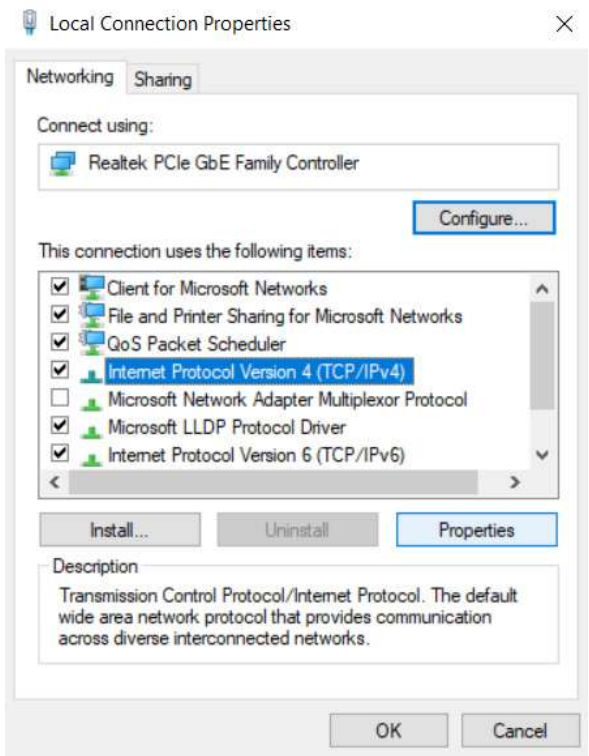 Local Connection Properties
Networking
Sharing
Connect using:
Realtek PCIe GbE Family Controller
Configure...
This connection uses the following items:
Client for Microsoft Networks
File and Printer Sharing for Microsoft Networks
QoS Packet Scheduler
Internet Protocol Version 4 (TCP/IPv4)
Microsoft Network Adapter Multiplexor Protocol
Microsoft LLDP Protocol Driver
Internet Protocol Version 6 (TCP/IPv6)
Install...
Uninstall
Properties
Description
Transmission Control Protocol/Internet Protocol. The default
wide area network protocol that provides communication
across diverse interconnected networks.
OK
Cancel